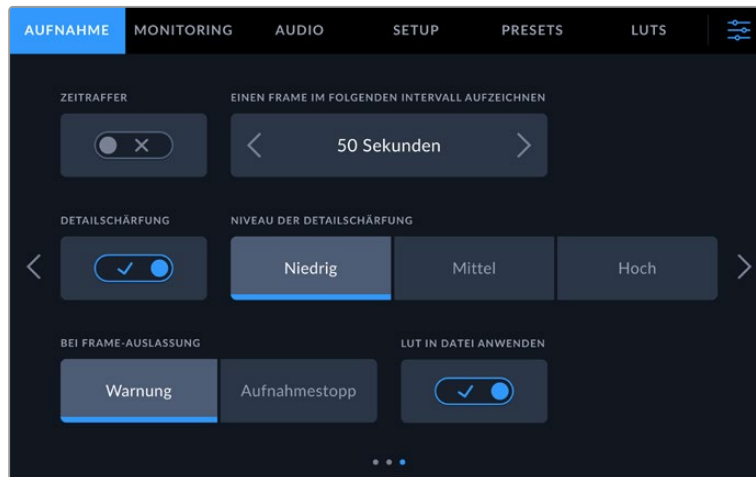 AUFNAHME MONITORING AUDIO SETUP PRESETS LUTS
ZEITRAFFER EINEN FRAME IM FOLGENDEN INTERVALL AUFZEICHNEN
50 Sekunden
DETAILSCHÄRFUNG NIVEAU DER DETAILSCHÄRFUNG
Niedrig Mittel Hoch
BEI FRAME-AUSLASSUNG LUT IN DATEI ANWENDEN
Warnung Aufnahmestopp